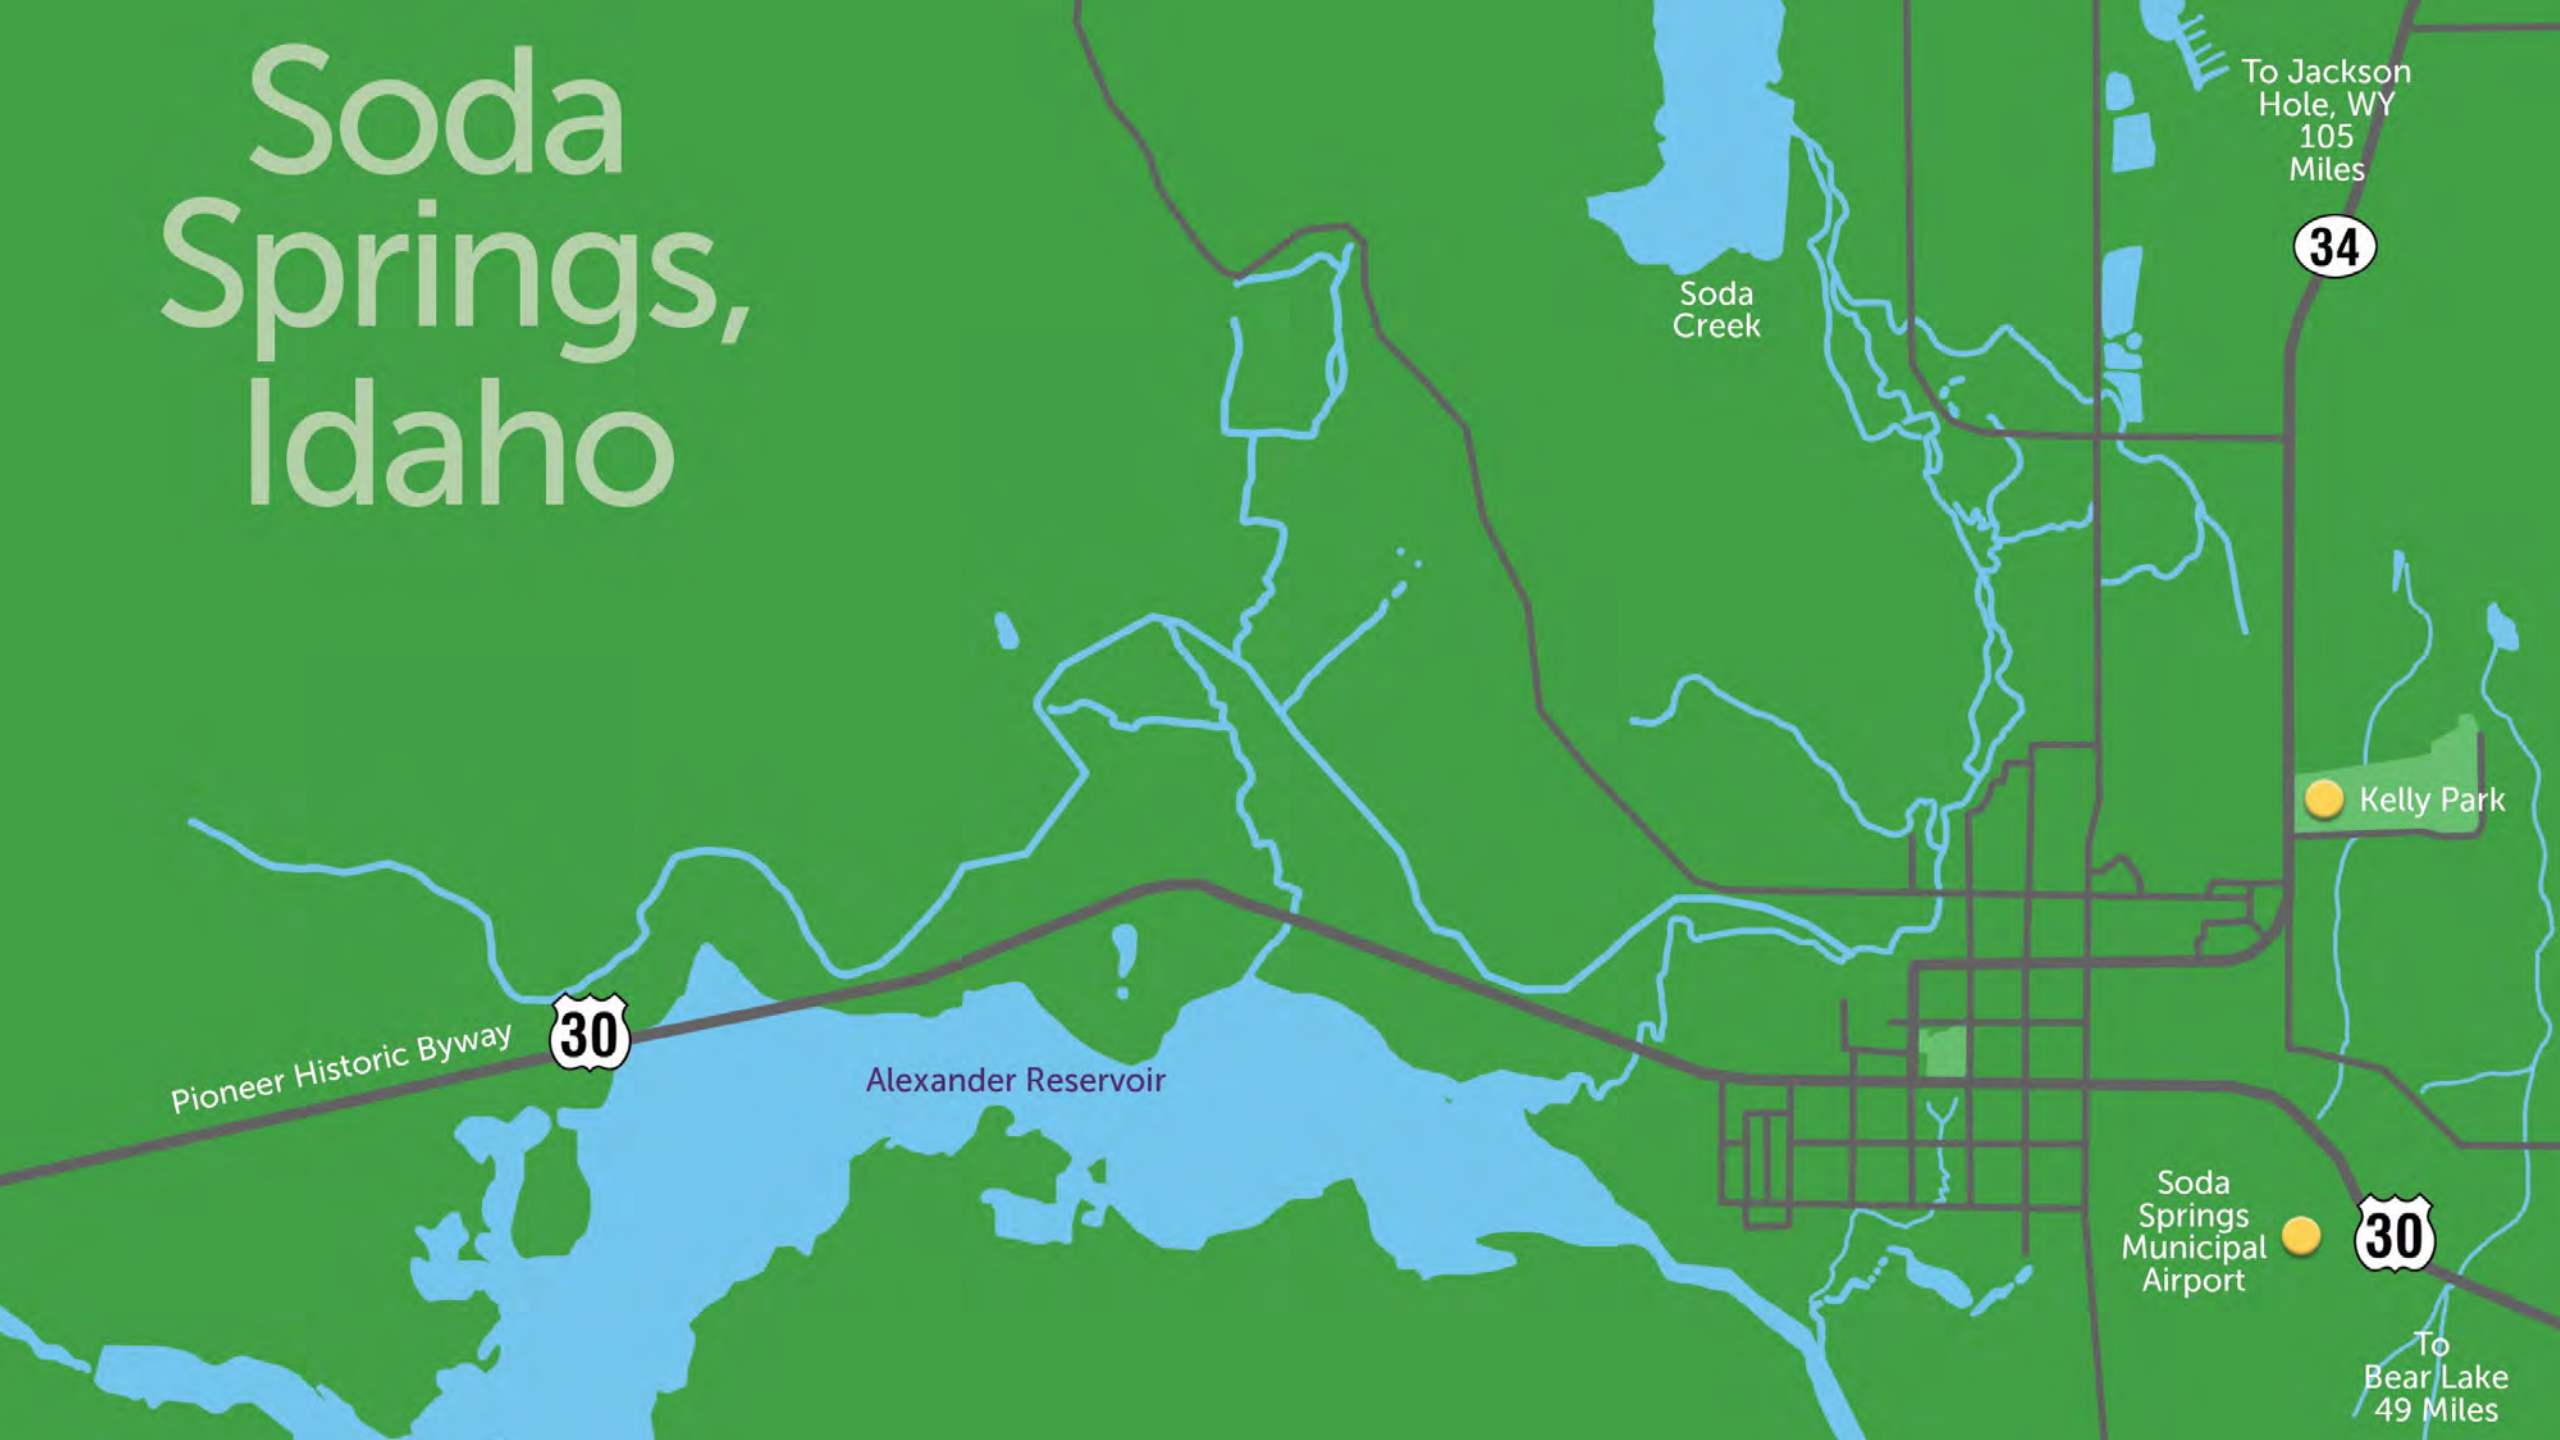 Soda
Springs,
Idaho
To Jackson
Hole, WY
105
Miles
34
Soda
Creek
Kelly Park
Pioneer Historic Byway
30
Alexander Reservoir
Soda
Springs
Municipal
Airport
30
To
Bear Lake
49 Miles